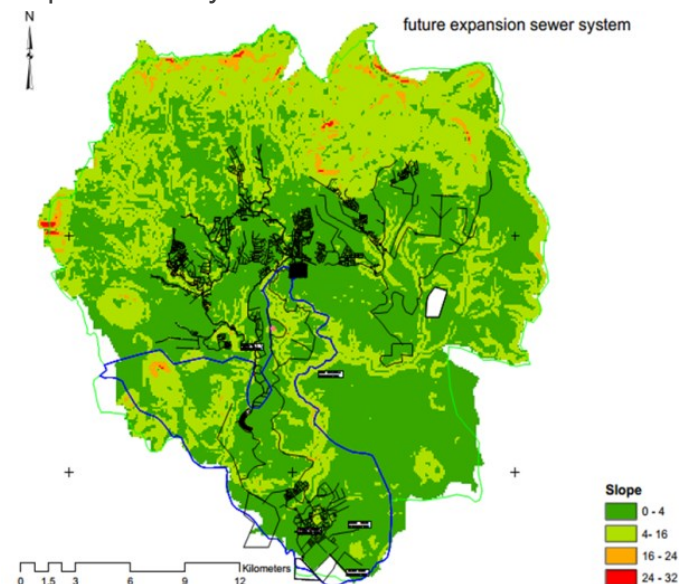 N
future expansion sewer system
Slope
0 - 4
4- 16
16 - 24
24 - 32
Kilometers
0 1.5 3 6 9 12